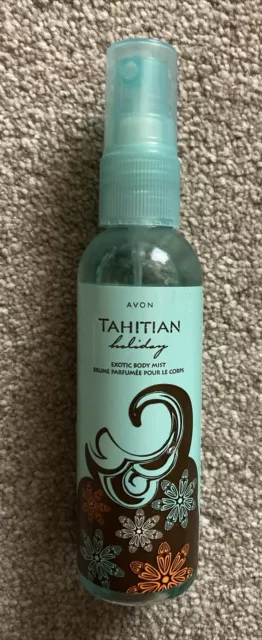 AVON
TAHITIAN
holiday
EXOTIC BODY MIST
BRUME PARFUMÉE POUR LE CORPS